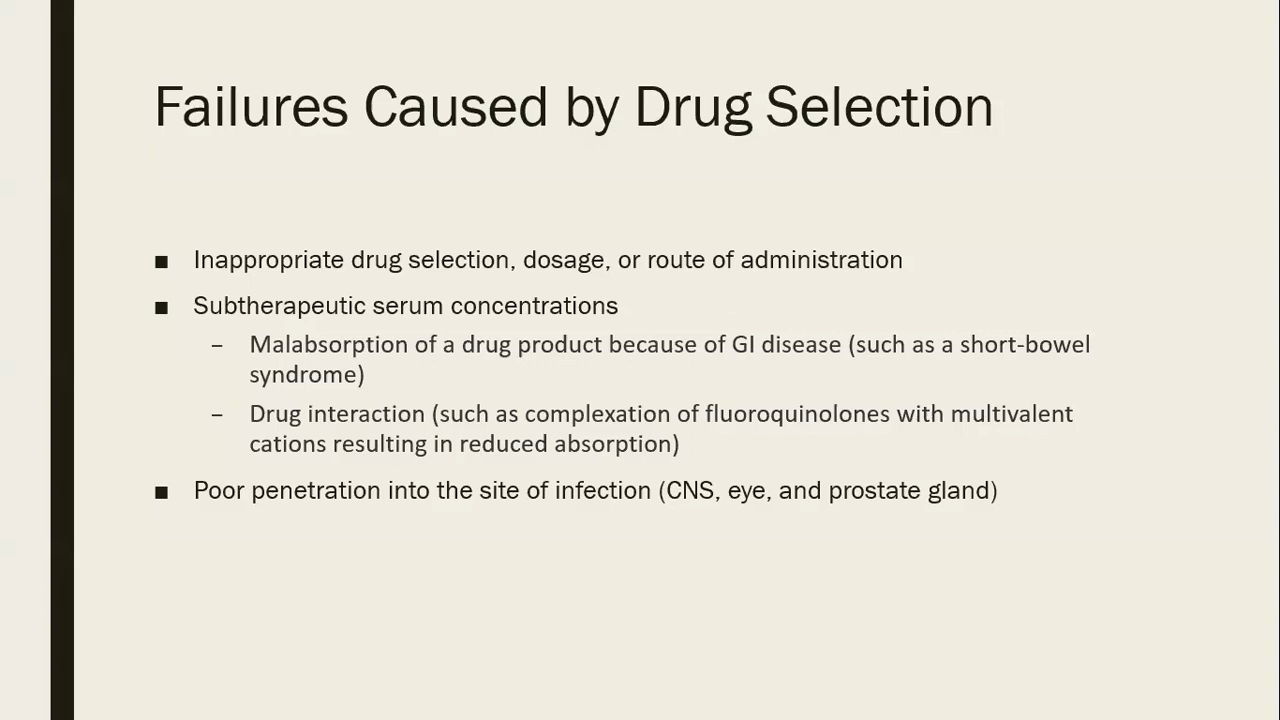 Failures Caused by Drug Selection
■ Inappropriate drug selection, dosage, or route of administration
■ Subtherapeutic serum concentrations
– Malabsorption of a drug product because of GI disease (such as a short-bowel
syndrome)
– Drug interaction (such as complexation of fluoroquinolones with multivalent
cations resulting in reduced absorption)
■ Poor penetration into the site of infection (CNS, eye, and prostate gland)